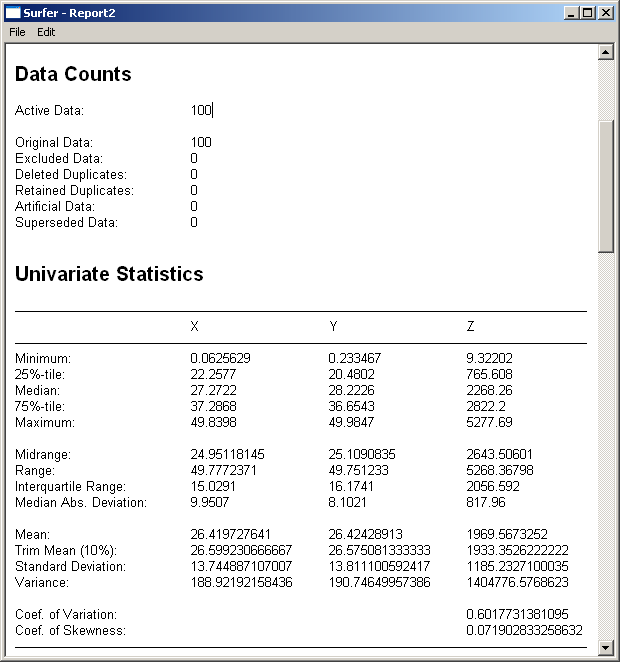 Surfer - Report2
File Edit
Data Counts
Active Data: 100
Original Data: 100
Excluded Data: 0
Deleted Duplicates: 0
Retained Duplicates: 0
Artificial Data: 0
Superseded Data: 0
Univariate Statistics
X Y Z
Minimum: 0.0625629 0.233467 9.32202
25%-tile: 22.2577 20.4802 765.608
Median: 27.2722 28.2226 2268.26
75%-tile: 37.2868 36.6543 2822.2
Maximum: 49.8398 49.9847 5277.69
Midrange: 24.95118145 25.1090835 2643.50601
Range: 49.7772371 49.751233 5268.36798
Interquartile Range: 15.0291 16.1741 2056.592
Median Abs. Deviation: 9.9507 8.1021 817.96
Mean: 26.419727641 26.42428913 1969.5673252
Trim Mean (10%): 26.599230666667 26.575081333333 1933.3526222222
Standard Deviation: 13.744887107007 13.811100592417 1185.2327100035
Variance: 188.92192158436 190.74649957386 1404776.5768623
Coef. of Variation: 0.6017731381095
Coef. of Skewness: 0.071902833258632